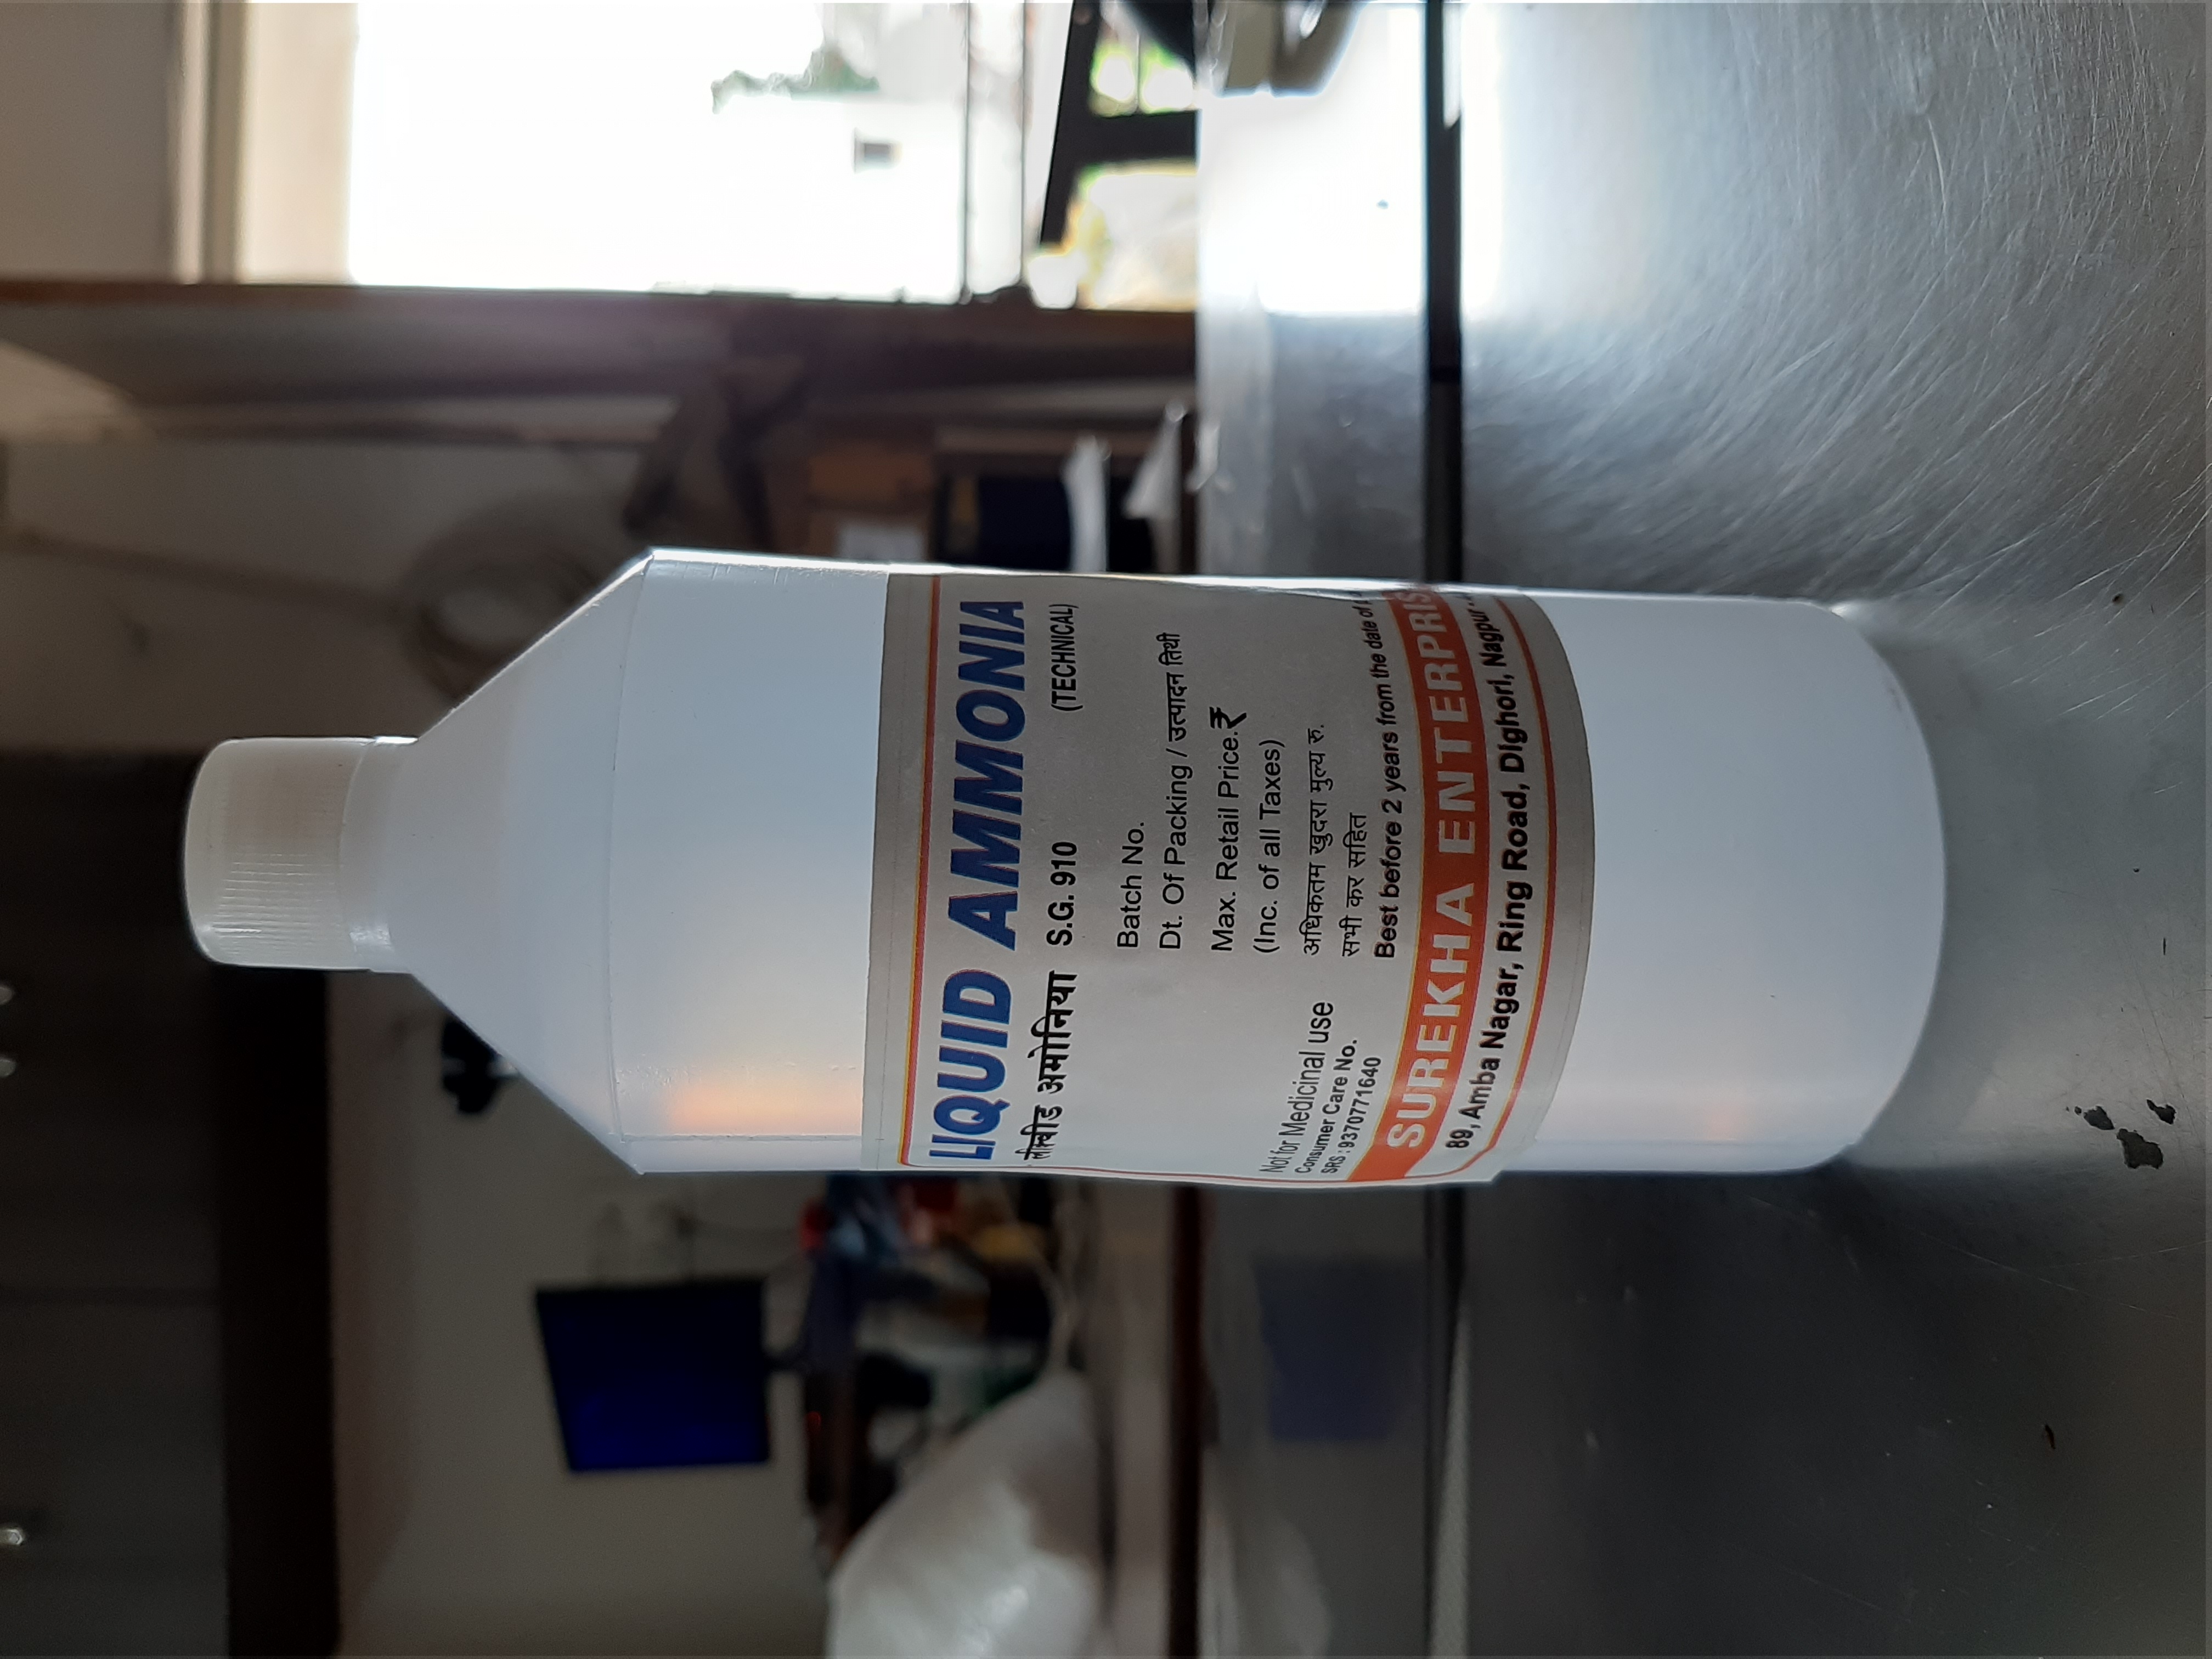 LIQUID AMMONIA
लीक्वीड अमोनिया S.G. 910 (TECHNICAL)
Batch No.
Dt. Of Packing / उत्पादन तिथी
Max. Retail Price.₹
(Inc. of all Taxes)
अधिकतम खुदरा मुल्य रु.
सभी कर सहित
Best before 2 years from the date of
Not for Medicinal use
Consumer Care No.
SRS : 9370771640
SUREKHA ENTERPRIS
89, Amba Nagar, Ring Road, Dighori, Nagpur -